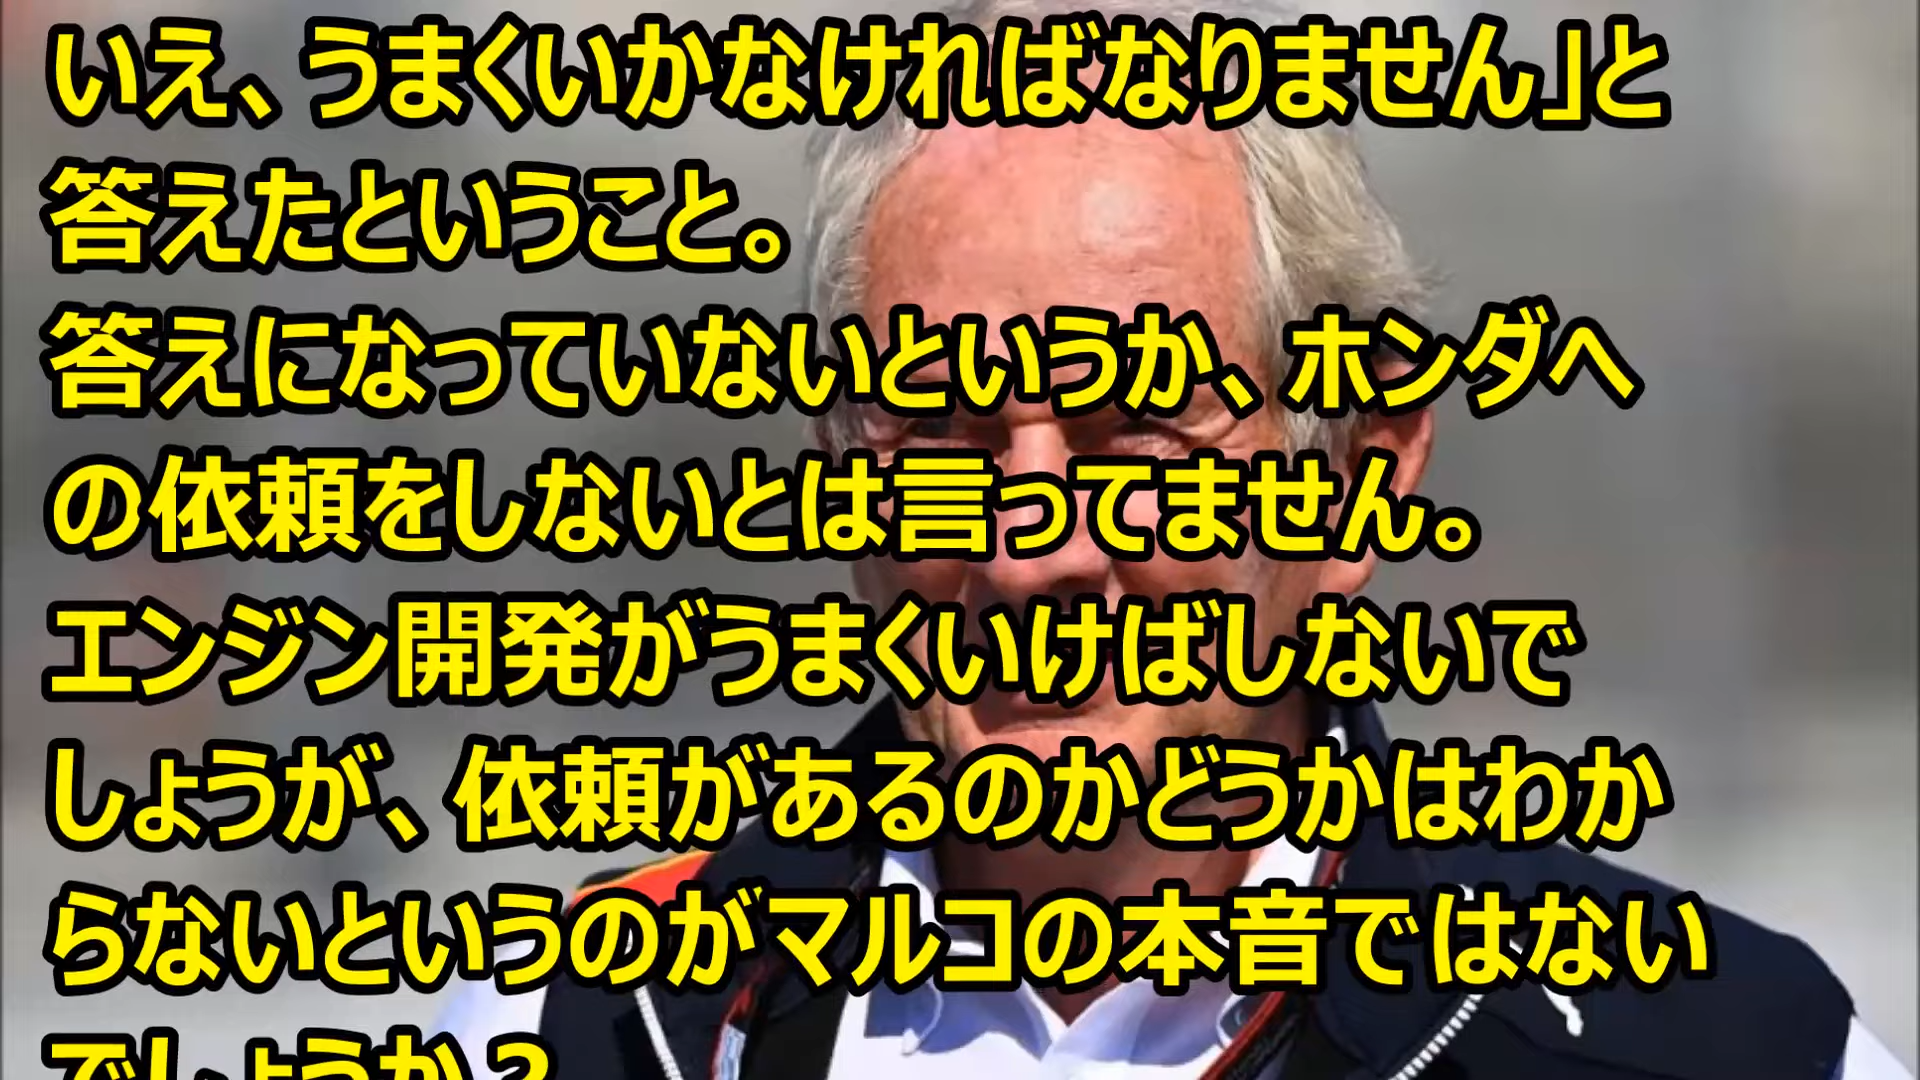 いえ、うまくいかなければなりません」と
答えたということ。
答えになっていないというか、ホンダへ
の依頼をしないとは言ってません。
エンジン開発がうまくいけばしないで
しょうが、依頼があるのかどうかはわか
らないというのがマルコの本音ではない
でしょうか？